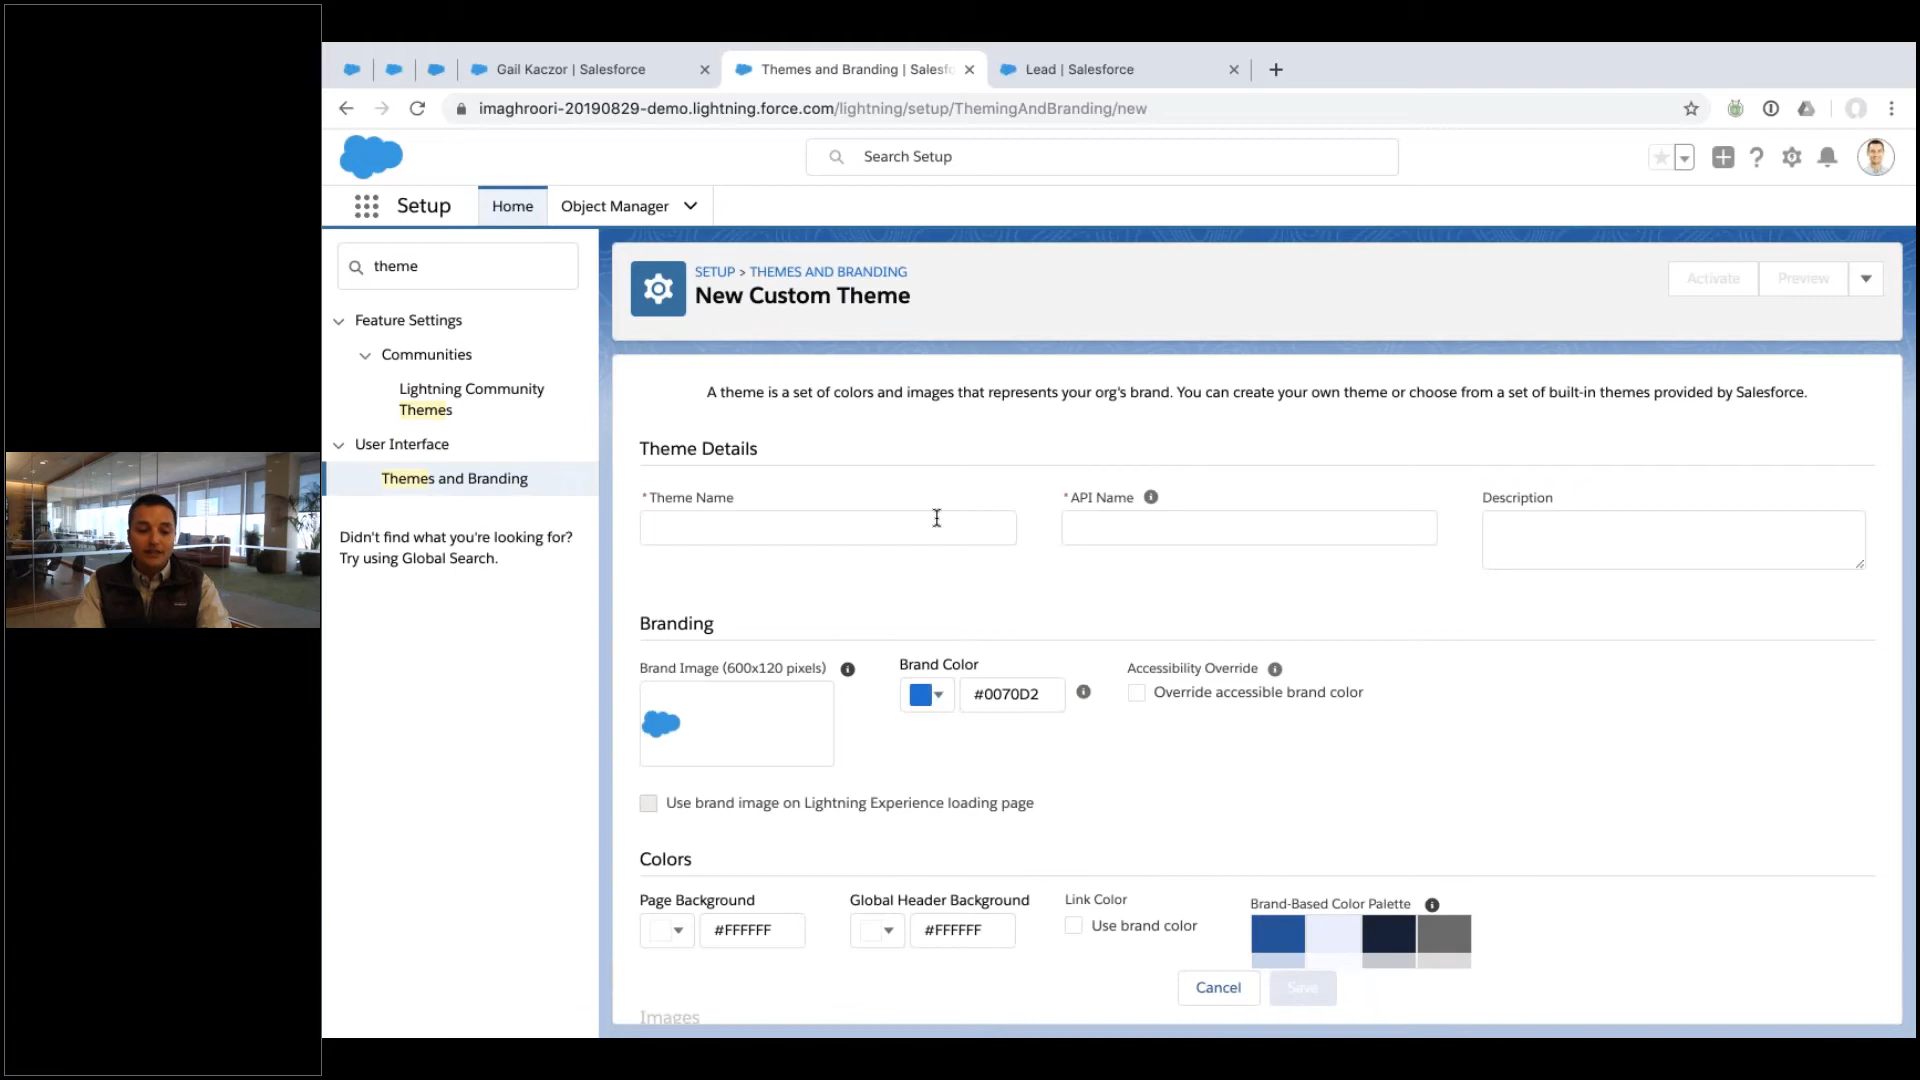 Gail Kaczor | Salesforce
Themes and Branding | Salesfo
Lead | Salesforce
imaghroori-20190829-demo.lightning.force.com/lightning/setup/ThemingAndBranding/new
Search Setup
Setup
Home
Object Manager
theme
Feature Settings
Communities
Lightning Community
Themes
User Interface
Themes and Branding
Didn't find what you're looking for?
Try using Global Search.
SETUP > THEMES AND BRANDING
New Custom Theme
Activate
Preview
A theme is a set of colors and images that represents your org's brand. You can create your own theme or choose from a set of built-in themes provided by Salesforce.
Theme Details
*Theme Name
*API Name
Description
Branding
Brand Image (600x120 pixels)
Brand Color
#0070D2
Accessibility Override
Override accessible brand color
Use brand image on Lightning Experience loading page
Colors
Page Background
#FFFFFF
Global Header Background
#FFFFFF
Link Color
Use brand color
Brand-Based Color Palette
Cancel
Save
Images